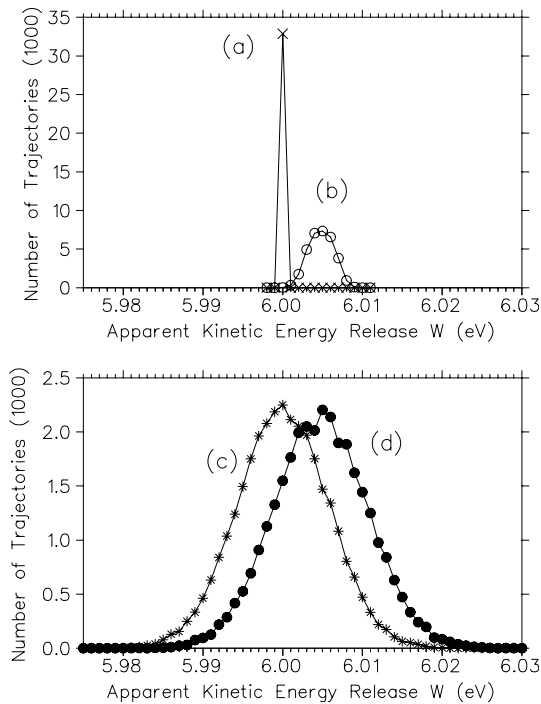 35
30
25
20
15
10
5
0
Number of Trajectories (1000)
(a)
(b)
5.98 5.99 6.00 6.01 6.02 6.03
Apparent Kinetic Energy Release W (eV)
2.5
2.0
1.5
1.0
0.5
0.0
Number of Trajectories (1000)
(c)
(d)
5.98 5.99 6.00 6.01 6.02 6.03
Apparent Kinetic Energy Release W (eV)